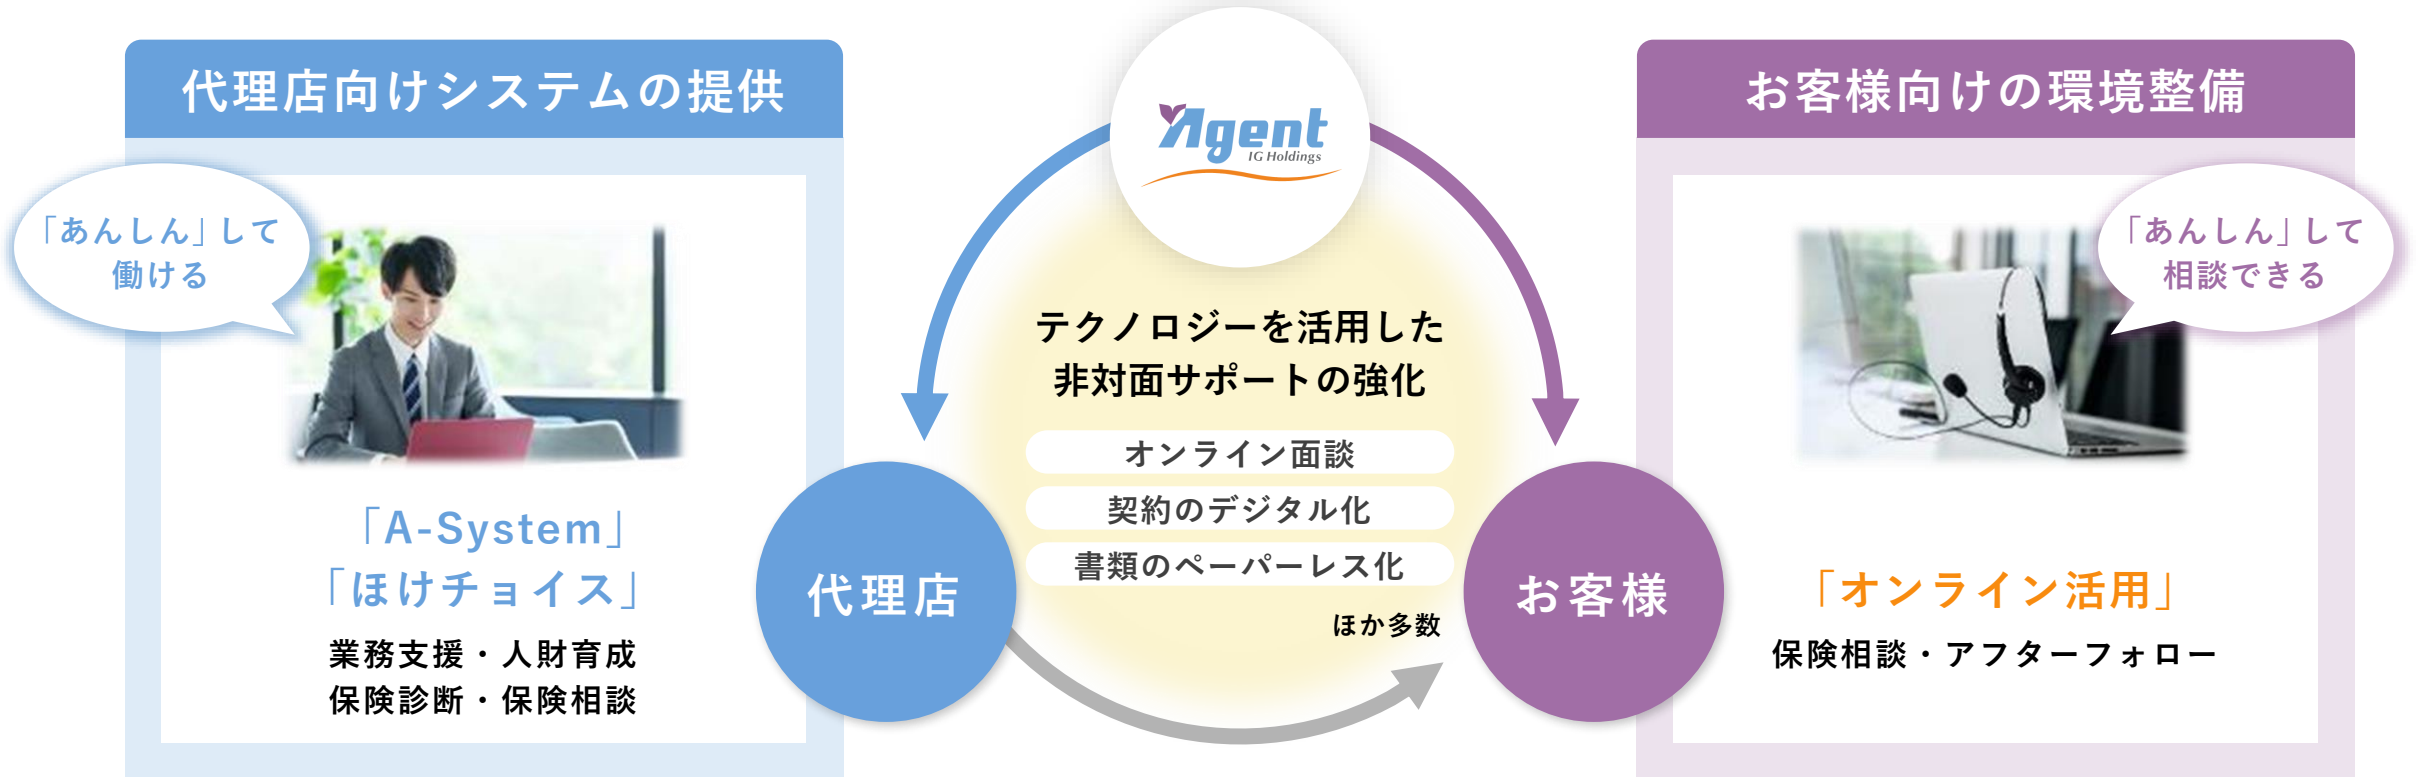 代理店向けシステムの提供
「あんしん」して
働ける
「A-System」
「ほけチョイス」
業務支援・人財育成
保険診断・保険相談
Agent
IG Holdings
テクノロジーを活用した
非対面サポートの強化
オンライン面談
契約のデジタル化
書類のペーパーレス化
ほか多数
代理店
お客様
お客様向けの環境整備
「あんしん」して
相談できる
「オンライン活用」
保険相談・アフターフォロー